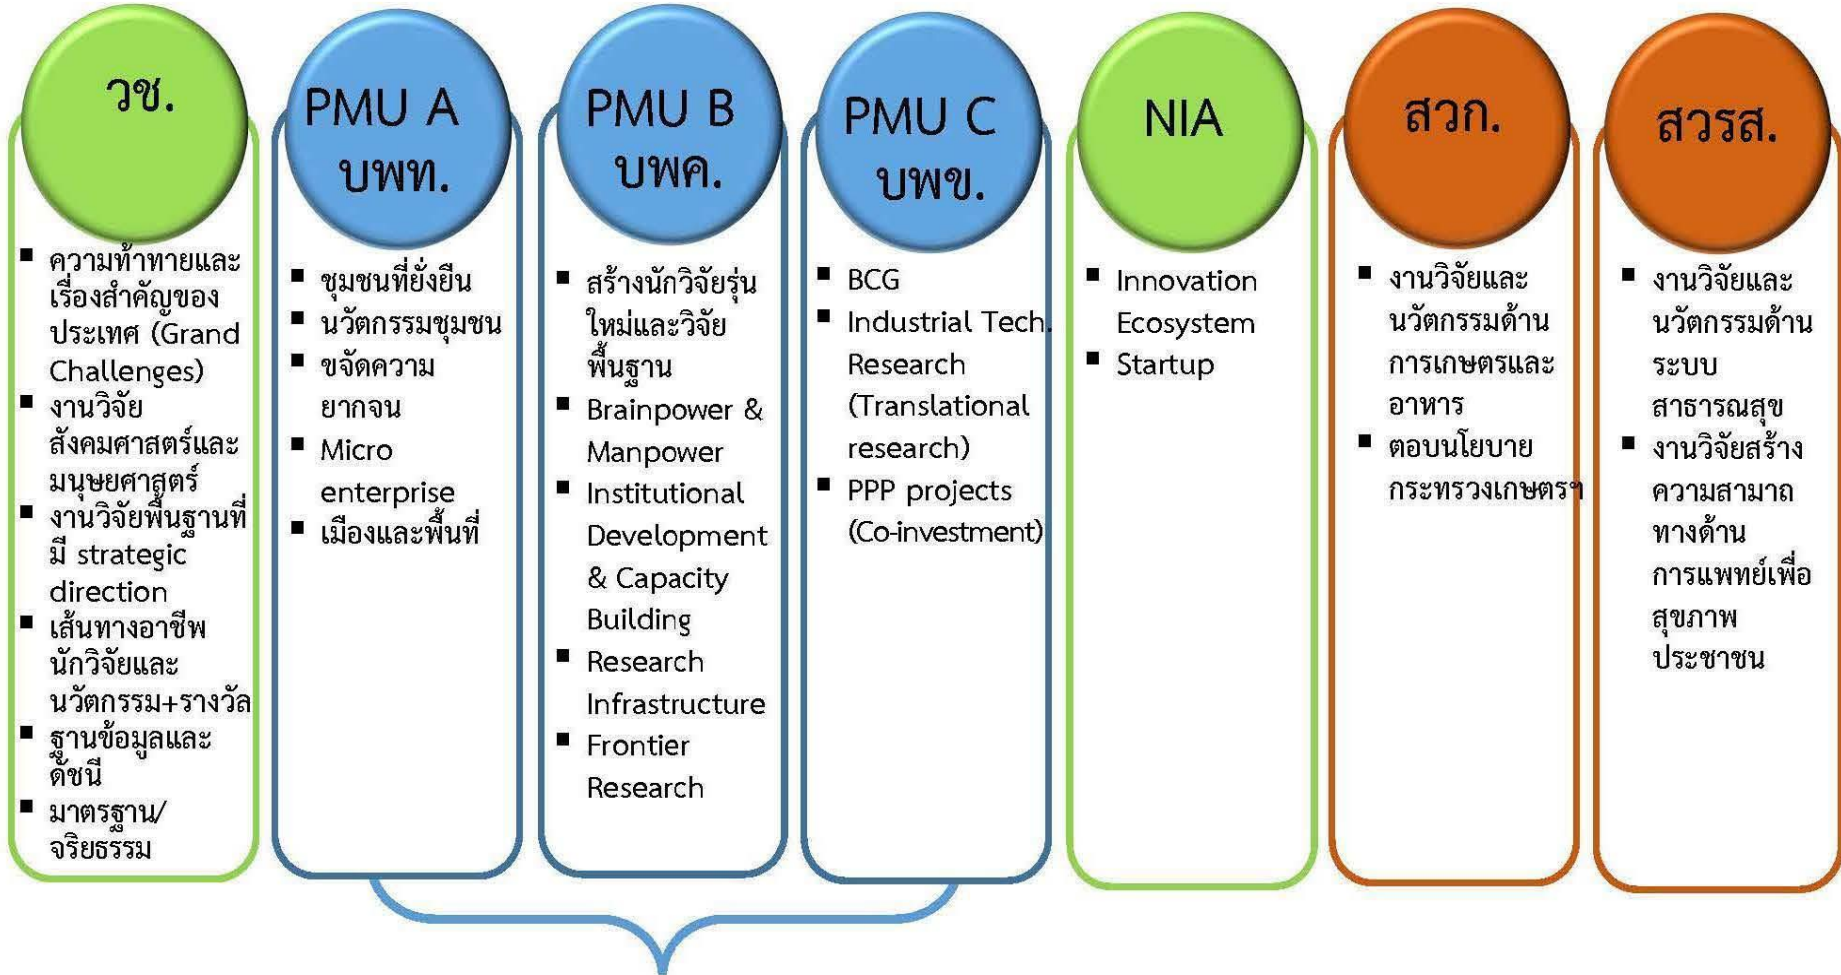 วช.
■ ความท้าทายและ
เรื่องสำคัญของ
ประเทศ (Grand
Challenges)
■ งานวิจัย
สังคมศาสตร์และ
มนุษยศาสตร์
■ งานวิจัยพื้นฐานที่
มี strategic
direction
■ เส้นทางอาชีพ
นักวิจัยและ
นวัตกรรม+รางวัล
■ ฐานข้อมูลและ
ดัชนี
■ มาตรฐาน/
จริยธรรม
PMU A
บพท.
■ ชุมชนที่ยั่งยืน
■ นวัตกรรมชุมชน
■ ขจัดความ
ยากจน
■ Micro
enterprise
■ เมืองและพื้นที่
PMU B
บพค.
■ สร้างนักวิจัยรุ่น
ใหม่และวิจัย
พื้นฐาน
■ Brainpower &
Manpower
■ Institutional
Development
& Capacity
Building
■ Research
Infrastructure
■ Frontier
Research
PMU C
บพข.
■ BCG
■ Industrial Tech.
Research
(Translational
research)
■ PPP projects
(Co-investment)
NIA
■ Innovation
Ecosystem
■ Startup
สวก.
■ งานวิจัยและ
นวัตกรรมด้าน
การเกษตรและ
อาหาร
■ ตอบนโยบาย
กระทรวงเกษตรฯ
สวรส.
■ งานวิจัยและ
นวัตกรรมด้าน
ระบบ
สาธารณสุข
■ งานวิจัยสร้าง
ความสามาถ
ทางด้าน
การแพทย์เพื่อ
สุขภาพ
ประชาชน